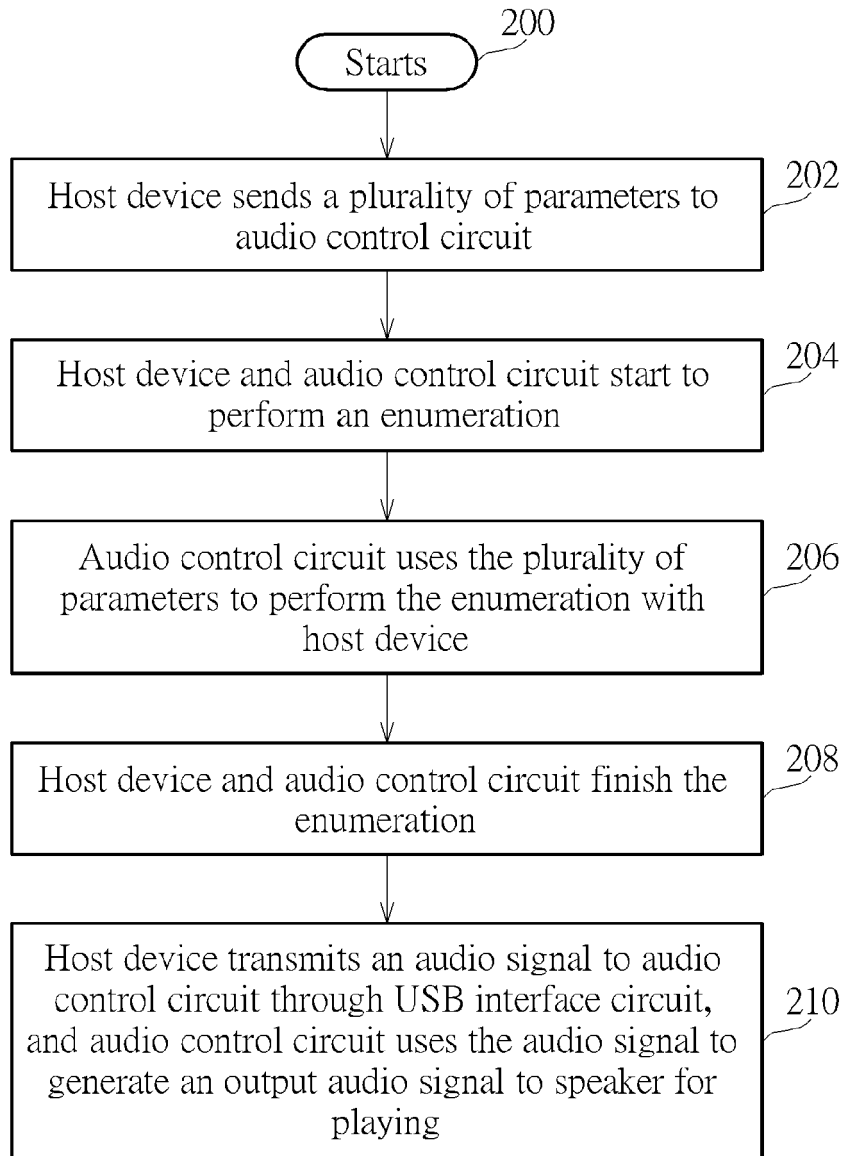 200
Starts
202
Host device sends a plurality of parameters to
audio control circuit
204
Host device and audio control circuit start to
perform an enumeration
206
Audio control circuit uses the plurality of
parameters to perform the enumeration with
host device
208
Host device and audio control circuit finish the
enumeration
210
Host device transmits an audio signal to audio
control circuit through USB interface circuit,
and audio control circuit uses the audio signal to
generate an output audio signal to speaker for
playing